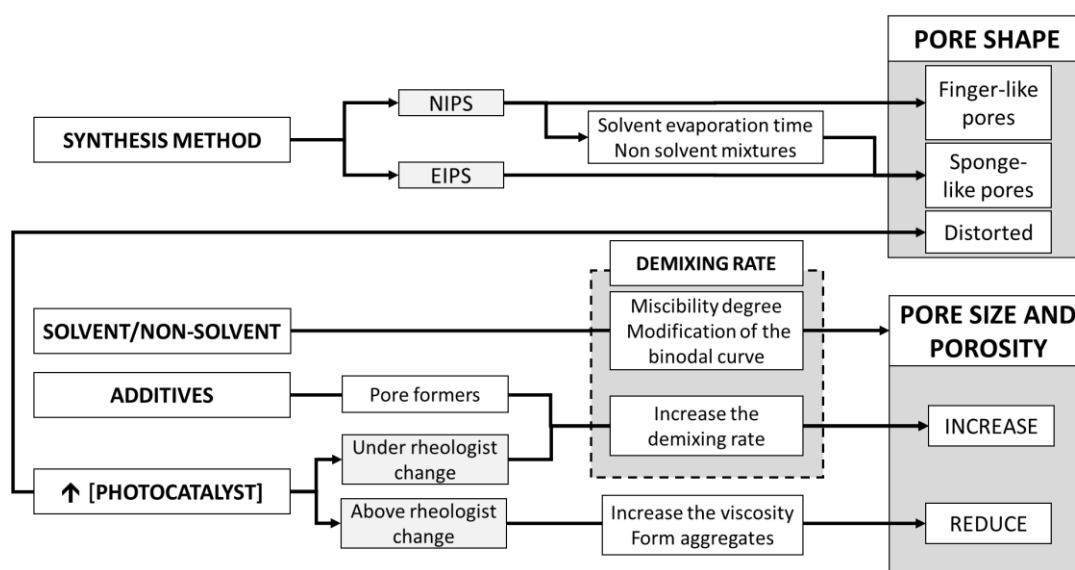 PORE SHAPE
NIPS
Finger-like
pores
SYNTHESIS METHOD
Solvent evaporation time
Non solvent mixtures
EIPS
Sponge-
like pores
Distorted
DEMIXING RATE
SOLVENT/NON-SOLVENT
Miscibility degree
Modification of the
binodal curve
PORE SIZE AND
POROSITY
ADDITIVES
Pore formers
Increase the
demixing rate
INCREASE
Under rheologist
change
↑ [PHOTOCATALYST]
Above rheologist
change
Increase the viscosity
Form aggregates
REDUCE